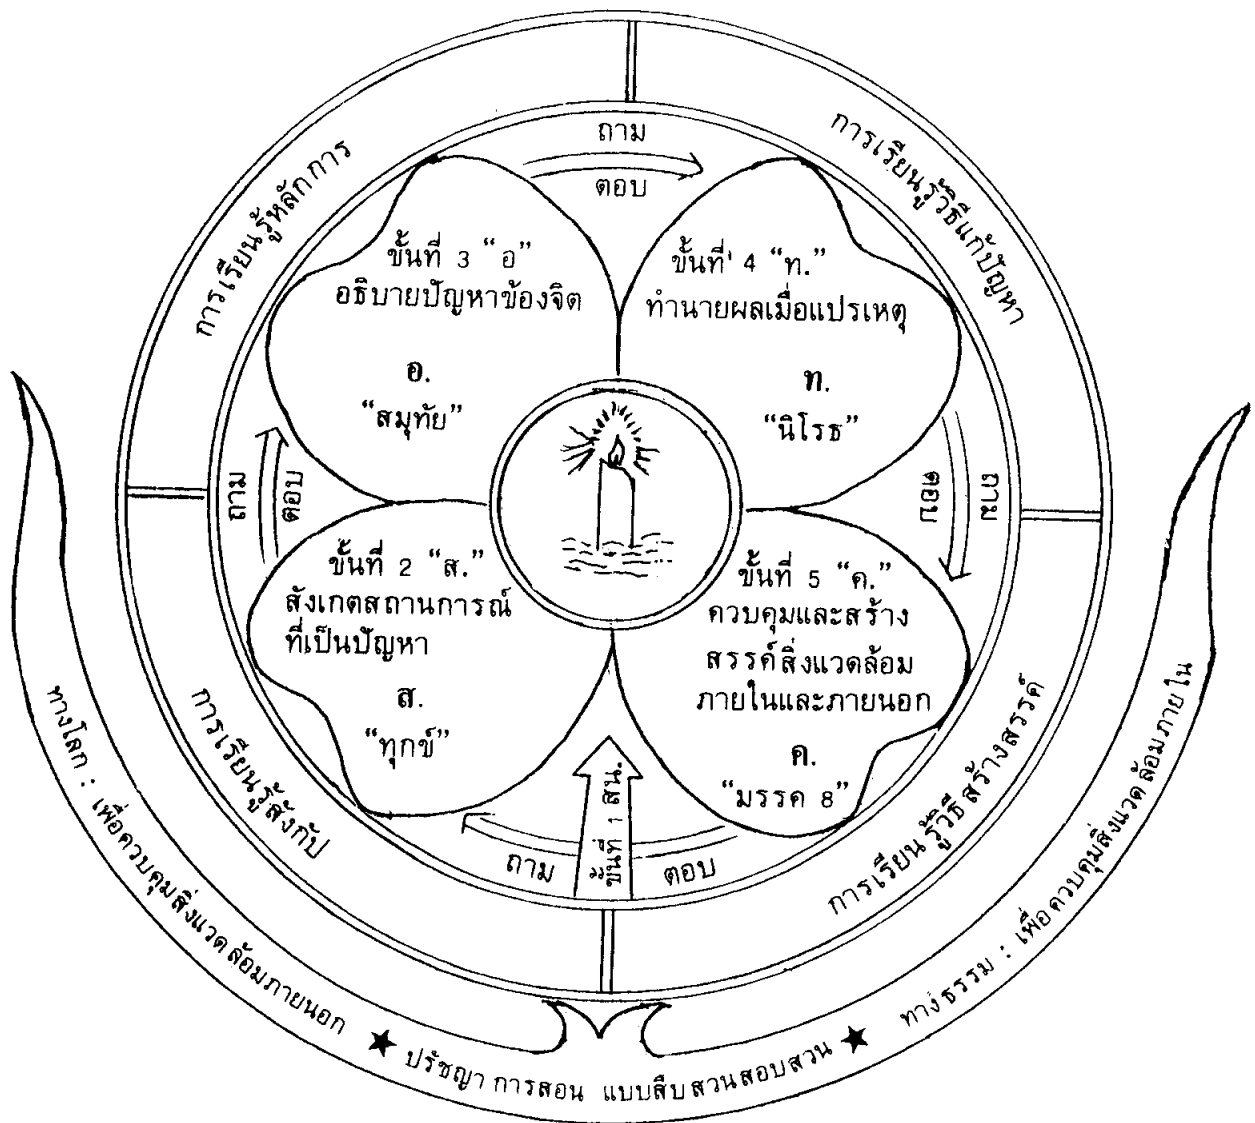 การเรียนรู้หลักการ
การเรียนรู้วิธีแก้ปัญหา
ถาม
ตอบ
ขั้นที่ 3 “อ”
อธิบายปัญหาข้องจิต
อ.
“สมุทัย”
ขั้นที่ 4 “ท.”
ทำนายผลเมื่อแปรเหตุ
ท.
“นิโรธ”
ถาม
ตอบ
ถาม
ตอบ
ขั้นที่ 2 “ส.”
สังเกตสถานการณ์
ที่เป็นปัญหา
ส.
“ทุกข์”
ขั้นที่ 5 “ค.”
ควบคุมและสร้าง
สรรค์สิ่งแวดล้อม
ภายในและภายนอก
ค.
“มรรค 8”
ถาม
ขั้นที่ 1 สน.
ตอบ
การเรียนรู้สังกัป
การเรียนรู้วิธีสร้างสรรค์
ทางโลก : เพื่อควบคุมสิ่งแวดล้อมภายนอก
★ ปรัชญาการสอน แบบสืบสวนสอบสวน ★
ทางธรรม : เพื่อควบคุมสิ่งแวดล้อมภายใน